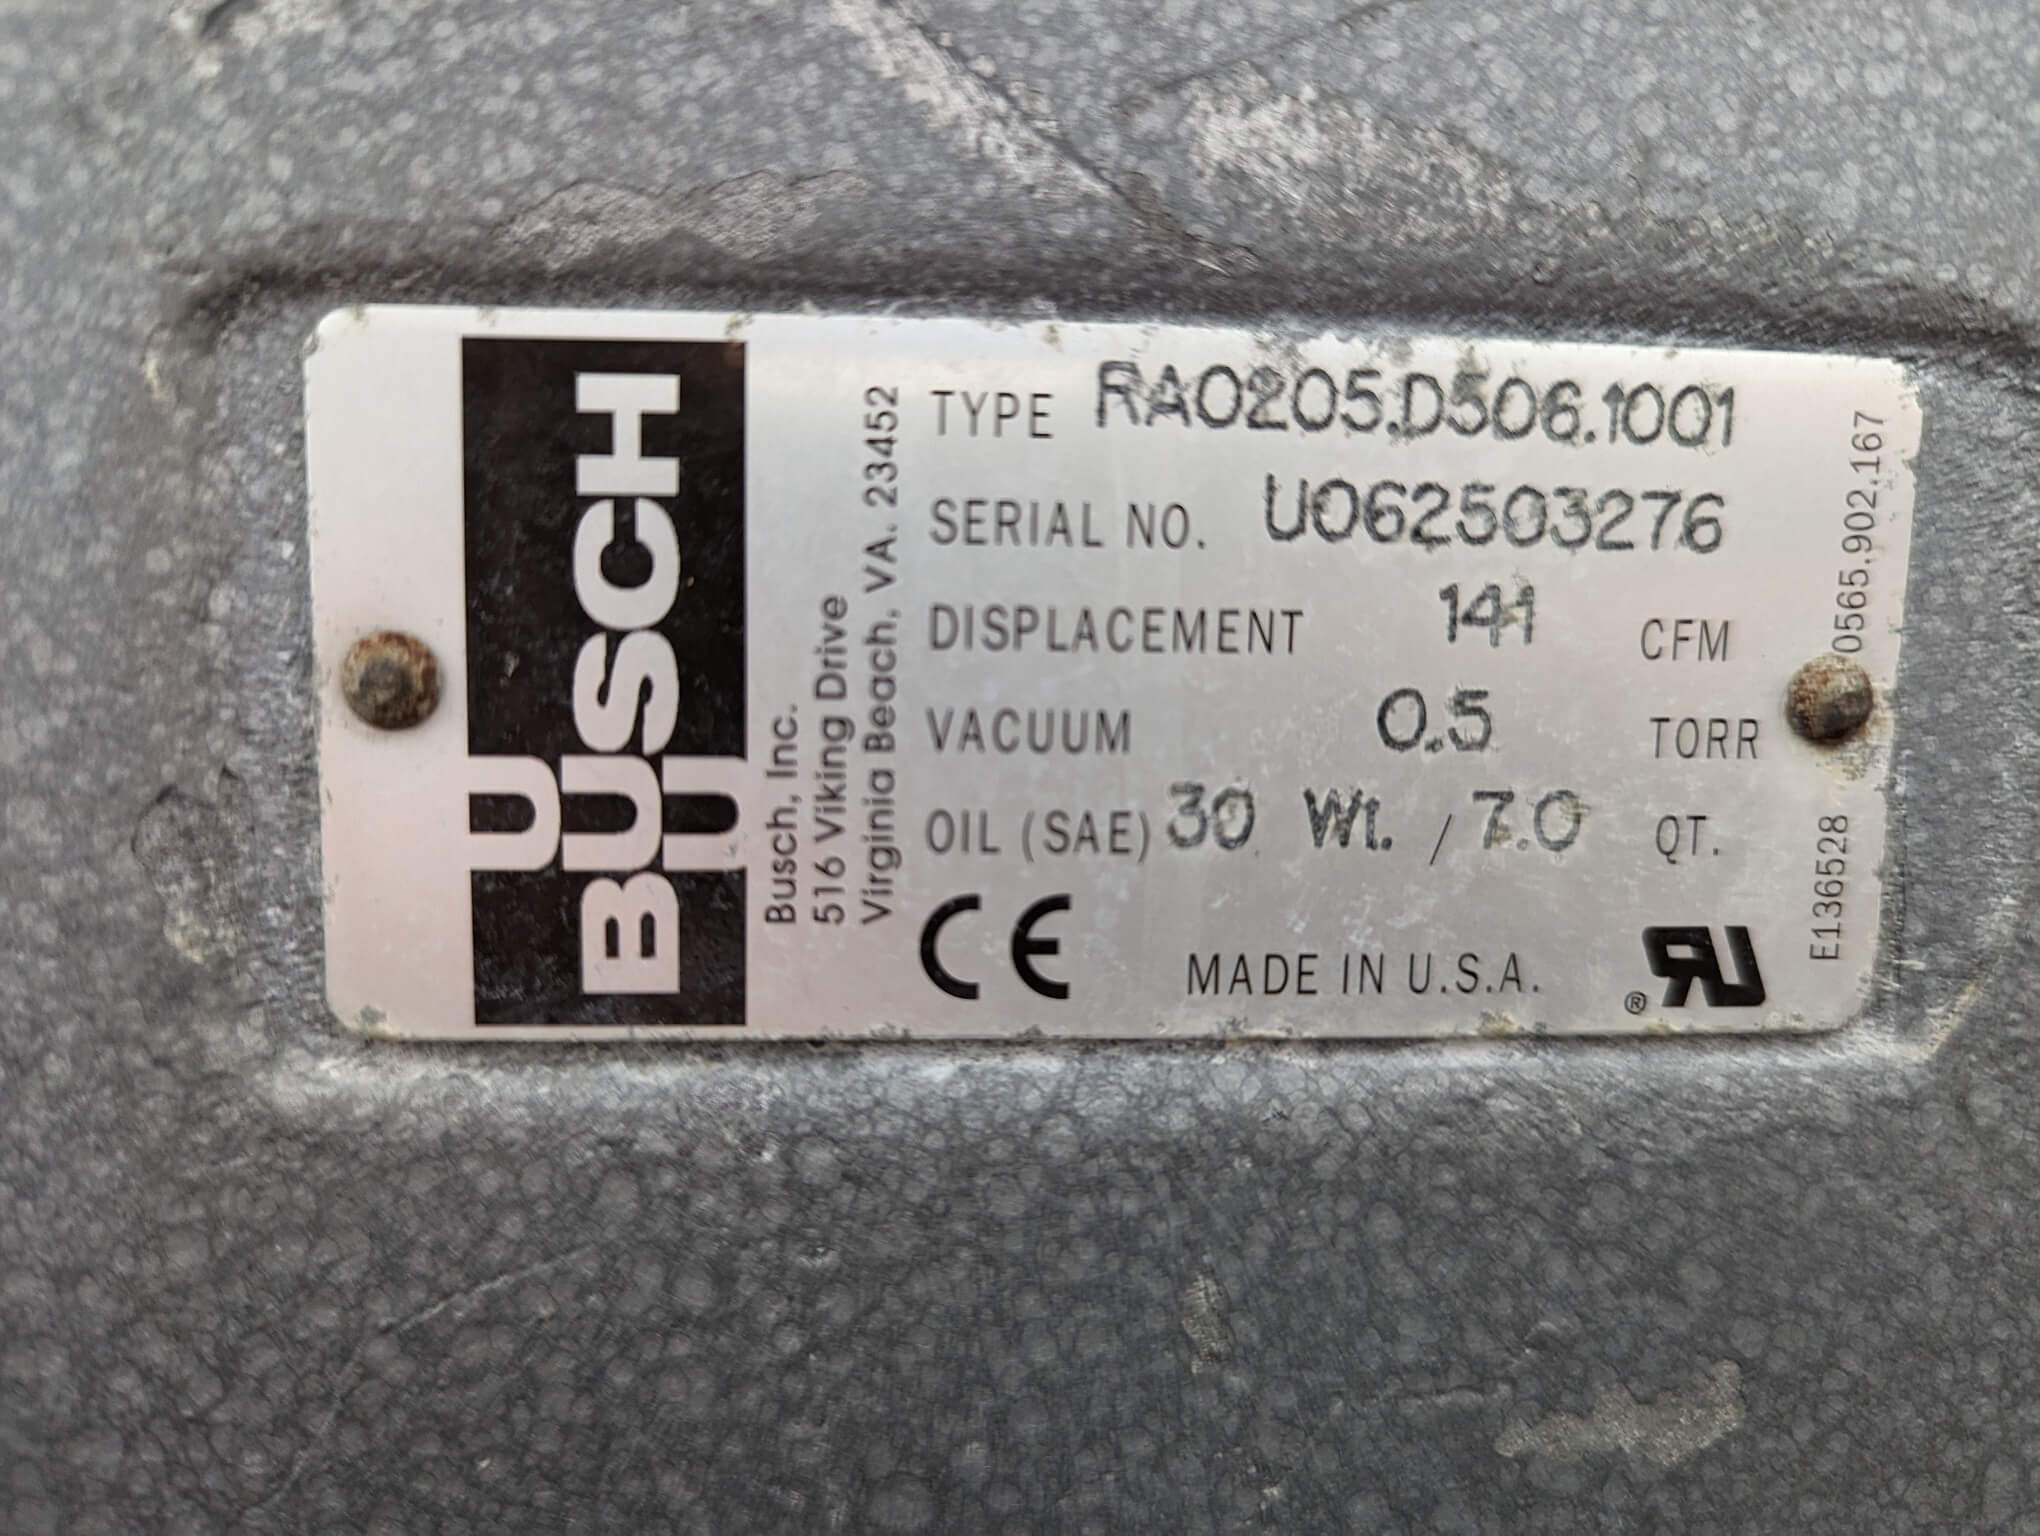 BUSCH
Busch, Inc.
516 Viking Drive
Virginia Beach, VA. 23452
TYPE RA0205.D506.1001
SERIAL NO. U062503276
DISPLACEMENT 141 CFM
VACUUM 0.5 TORR
OIL (SAE) 30 Wt. / 7.0 QT.
CE MADE IN U.S.A. ® RU
E136528
0565.902.167